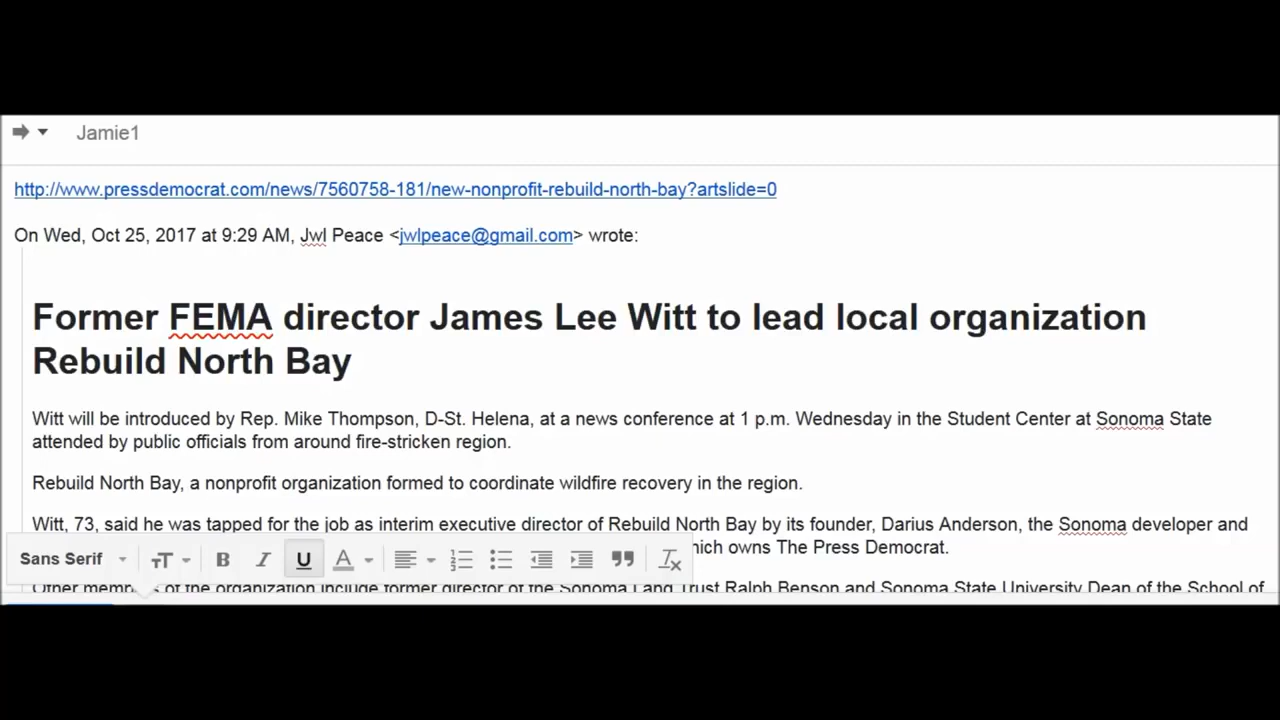 Jamie1
http://www.pressdemocrat.com/news/7560758-181/new-nonprofit-rebuild-north-bay?artslide=0
On Wed, Oct 25, 2017 at 9:29 AM, Jwl Peace <jwlpeace@gmail.com> wrote:
Former FEMA director James Lee Witt to lead local organization
Rebuild North Bay
Witt will be introduced by Rep. Mike Thompson, D-St. Helena, at a news conference at 1 p.m. Wednesday in the Student Center at Sonoma State
attended by public officials from around fire-stricken region.
Rebuild North Bay, a nonprofit organization formed to coordinate wildfire recovery in the region.
Witt, 73, said he was tapped for the job as interim executive director of Rebuild North Bay by its founder, Darius Anderson, the Sonoma developer and
owns The Press Democrat.
Sans Serif
Other members of the organization include former director of the Sonoma Land Trust Ralph Benson and Sonoma State University Dean of the School of